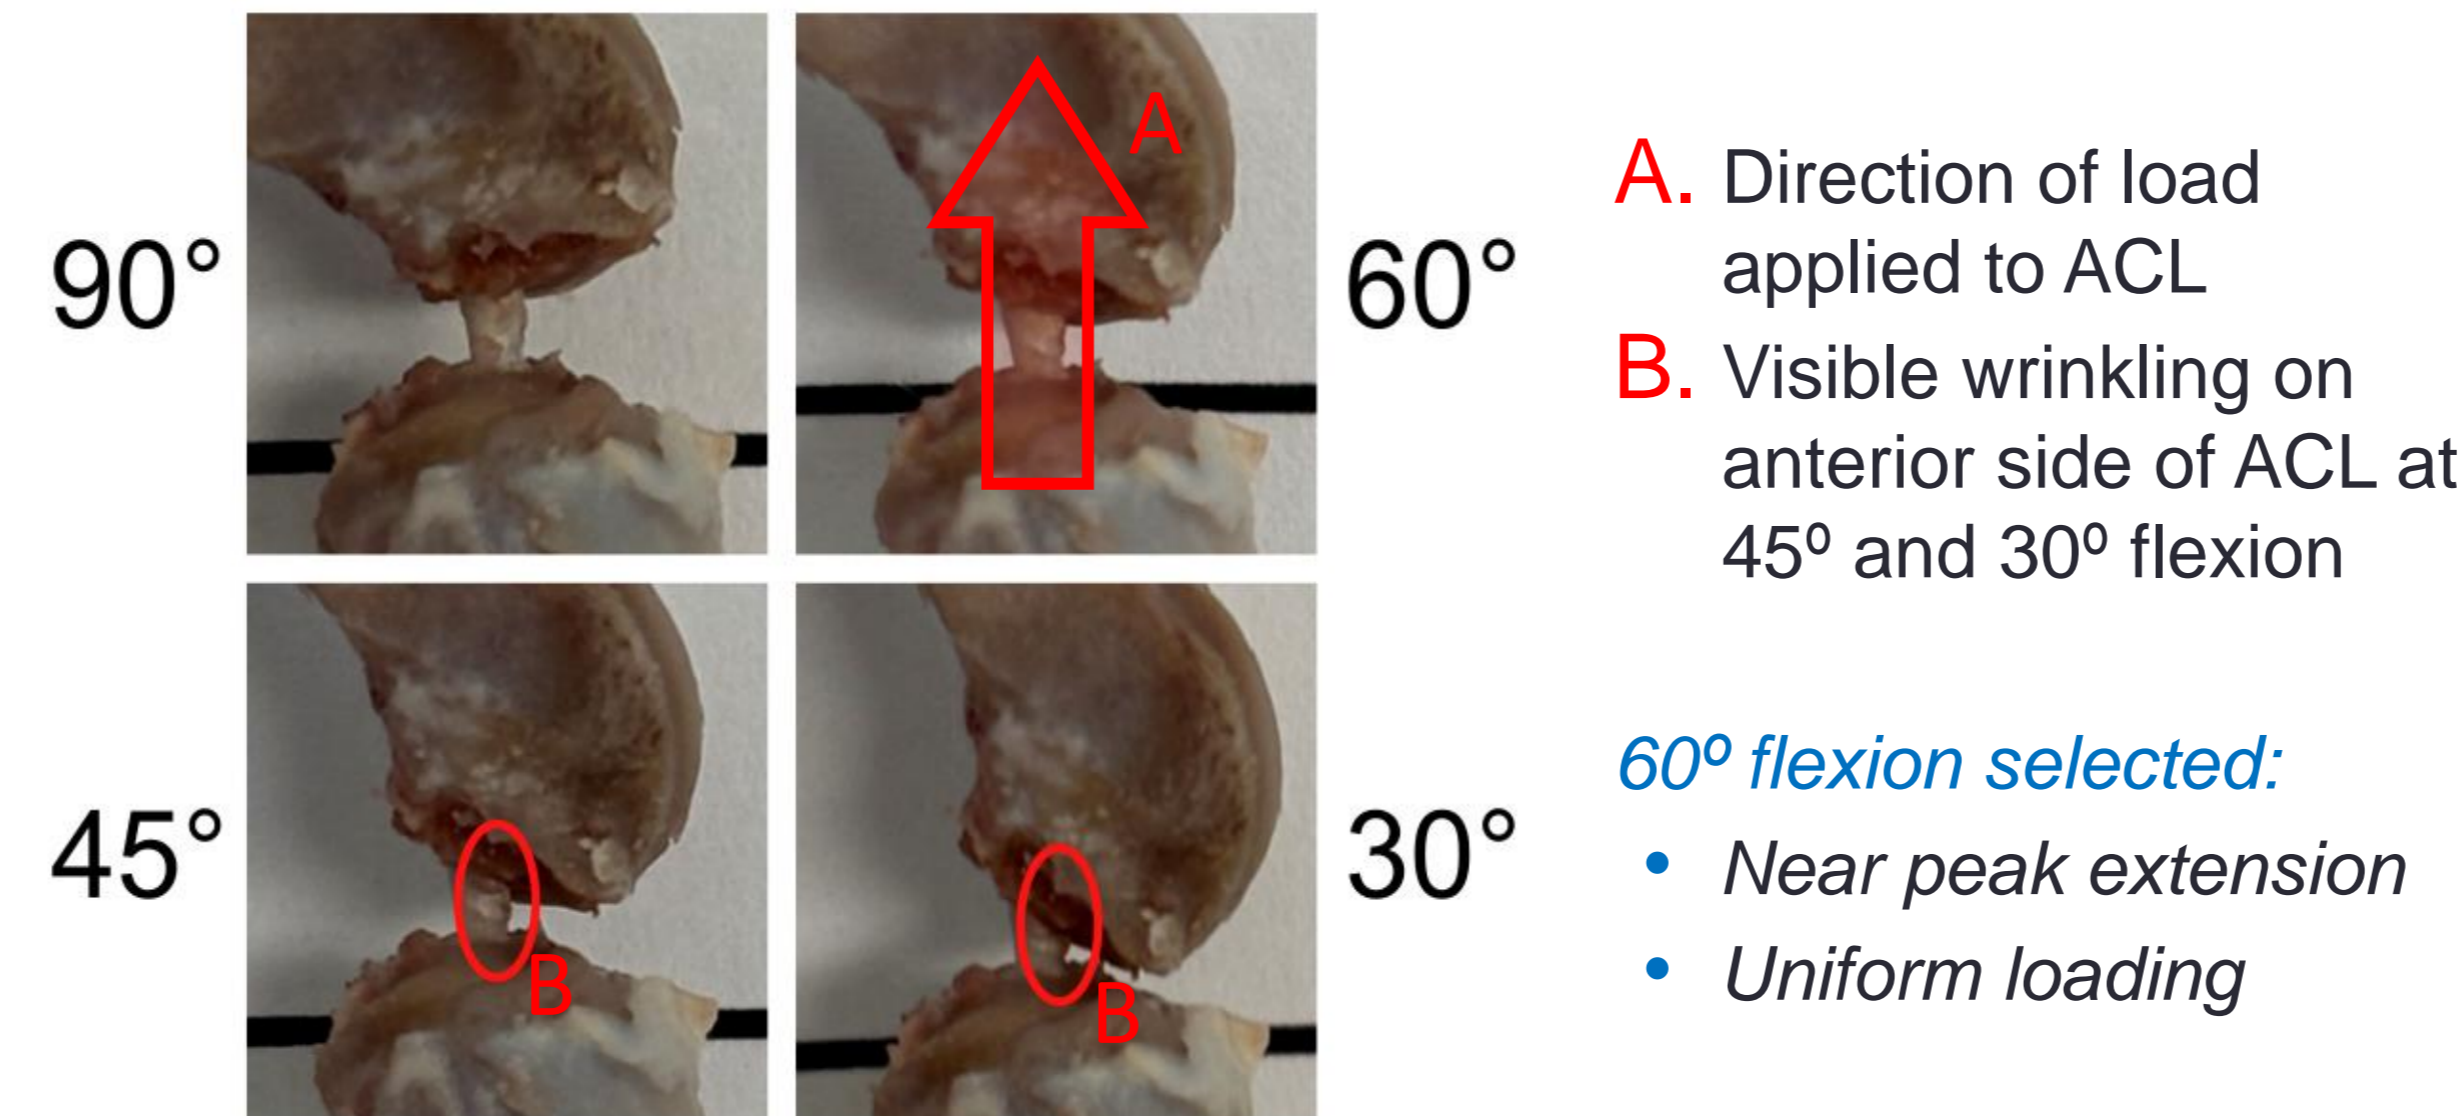 90°
A
60°
45°
B
30°
B
A. Direction of load
applied to ACL
B. Visible wrinkling on
anterior side of ACL at
45º and 30º flexion
60º flexion selected:
• Near peak extension
• Uniform loading